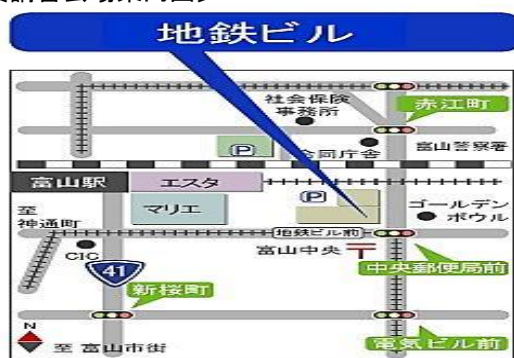 地鉄ビル
社会保険
事務所
赤江町
P
合同庁舎
富山警察署
富山駅
エスタ
P
至
神通町
マリエ
ゴールデン
ボウル
地鉄ビル前
CIC
富山中央
中央郵便局前
41
新桜町
N
至 富山市街
電気ビル前